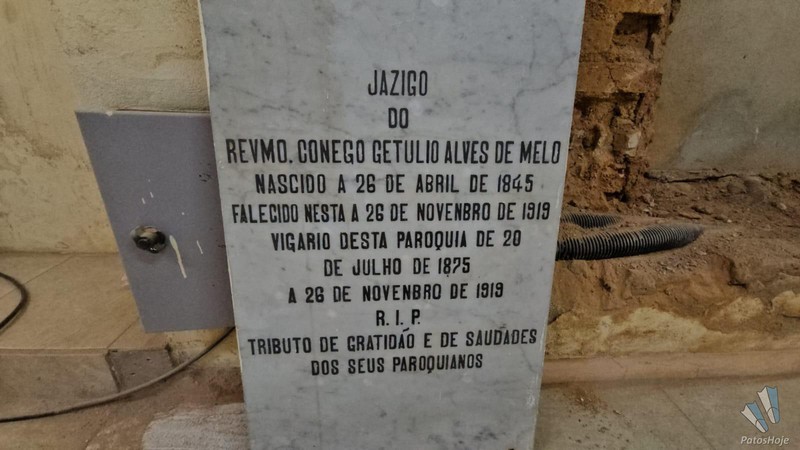 JAZIGO
DO
REVMO. CONEGO GETULIO ALVES DE MELO
NASCIDO A 26 DE ABRIL DE 1845
FALECIDO NESTA A 26 DE NOVENBRO DE 1919
VIGARIO DESTA PAROQUIA DE 20
DE JULHO DE 1875
A 26 DE NOVENBRO DE 1919
R. I. P.
TRIBUTO DE GRATIDÃO E DE SAUDADES
DOS SEUS PAROQUIANOS
PatosHoje